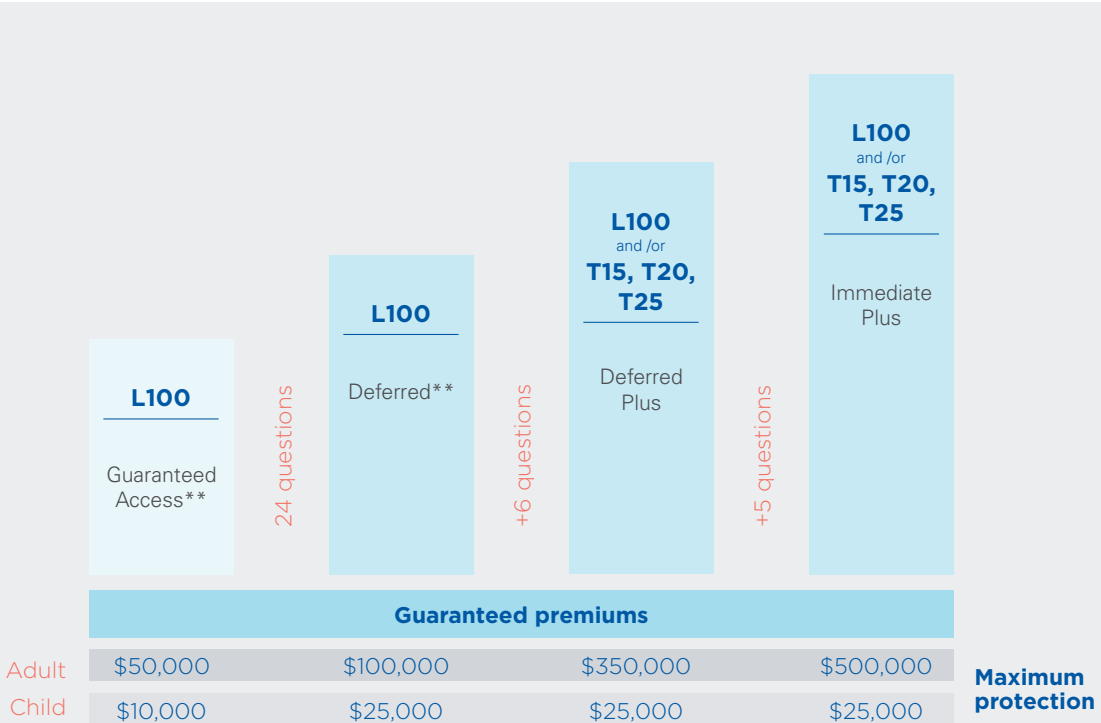 L100
Guaranteed
Access**
24 questions
L100
Deferred**
+6 questions
L100
and /or
T15, T20,
T25
Deferred
Plus
+5 questions
L100
and /or
T15, T20,
T25
Immediate
Plus
Guaranteed premiums
Adult $50,000 $100,000 $350,000 $500,000
Child $10,000 $25,000 $25,000 $25,000
Maximum
protection